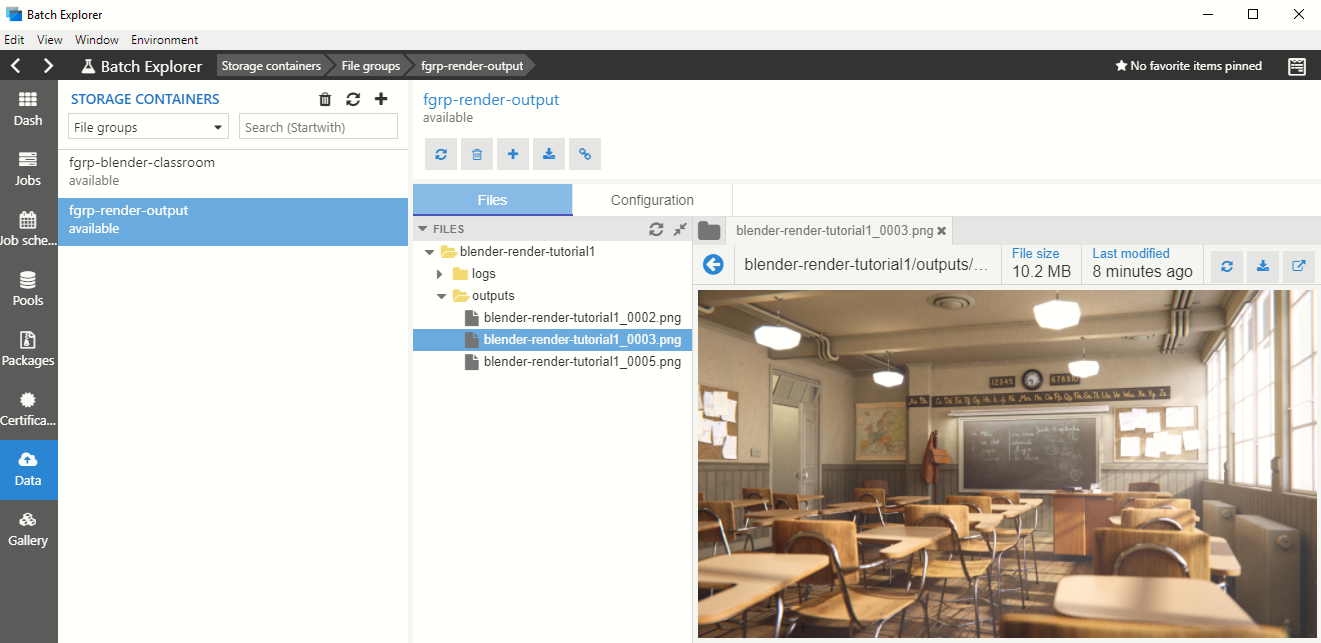 Batch Explorer
Edit View Window Environment
Batch Explorer Storage containers File groups fgrp-render-output No favorite items pinned
Dash
Jobs
Job sche...
Pools
Packages
Certifica...
Data
Gallery
STORAGE CONTAINERS
File groups Search (Startwith)
fgrp-blender-classroom
available
fgrp-render-output
available
fgrp-render-output
available
Files Configuration
FILES
blender-render-tutorial1
logs
outputs
blender-render-tutorial1_0002.png
blender-render-tutorial1_0003.png
blender-render-tutorial1_0005.png
blender-render-tutorial1_0003.png
blender-render-tutorial1/outputs/...
File size
10.2 MB
Last modified
8 minutes ago
12345 678910